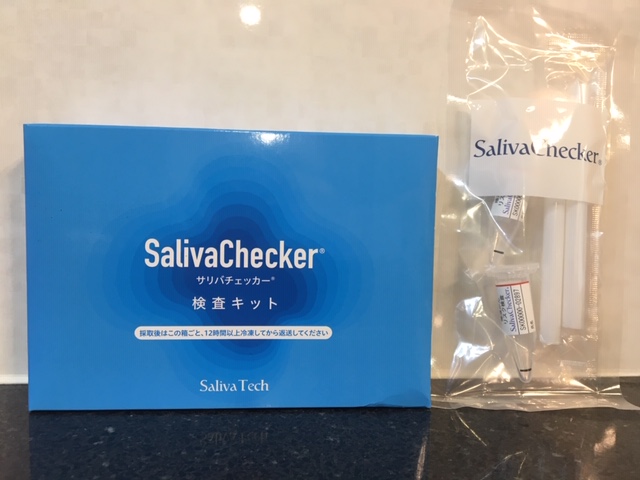 SalivaChecker®
サリバチェッカー®
検査キット
採取後はこの箱ごと、12時間以上冷凍してから返送してください
Saliva Tech
SalivaChecker®
SalivaChecker